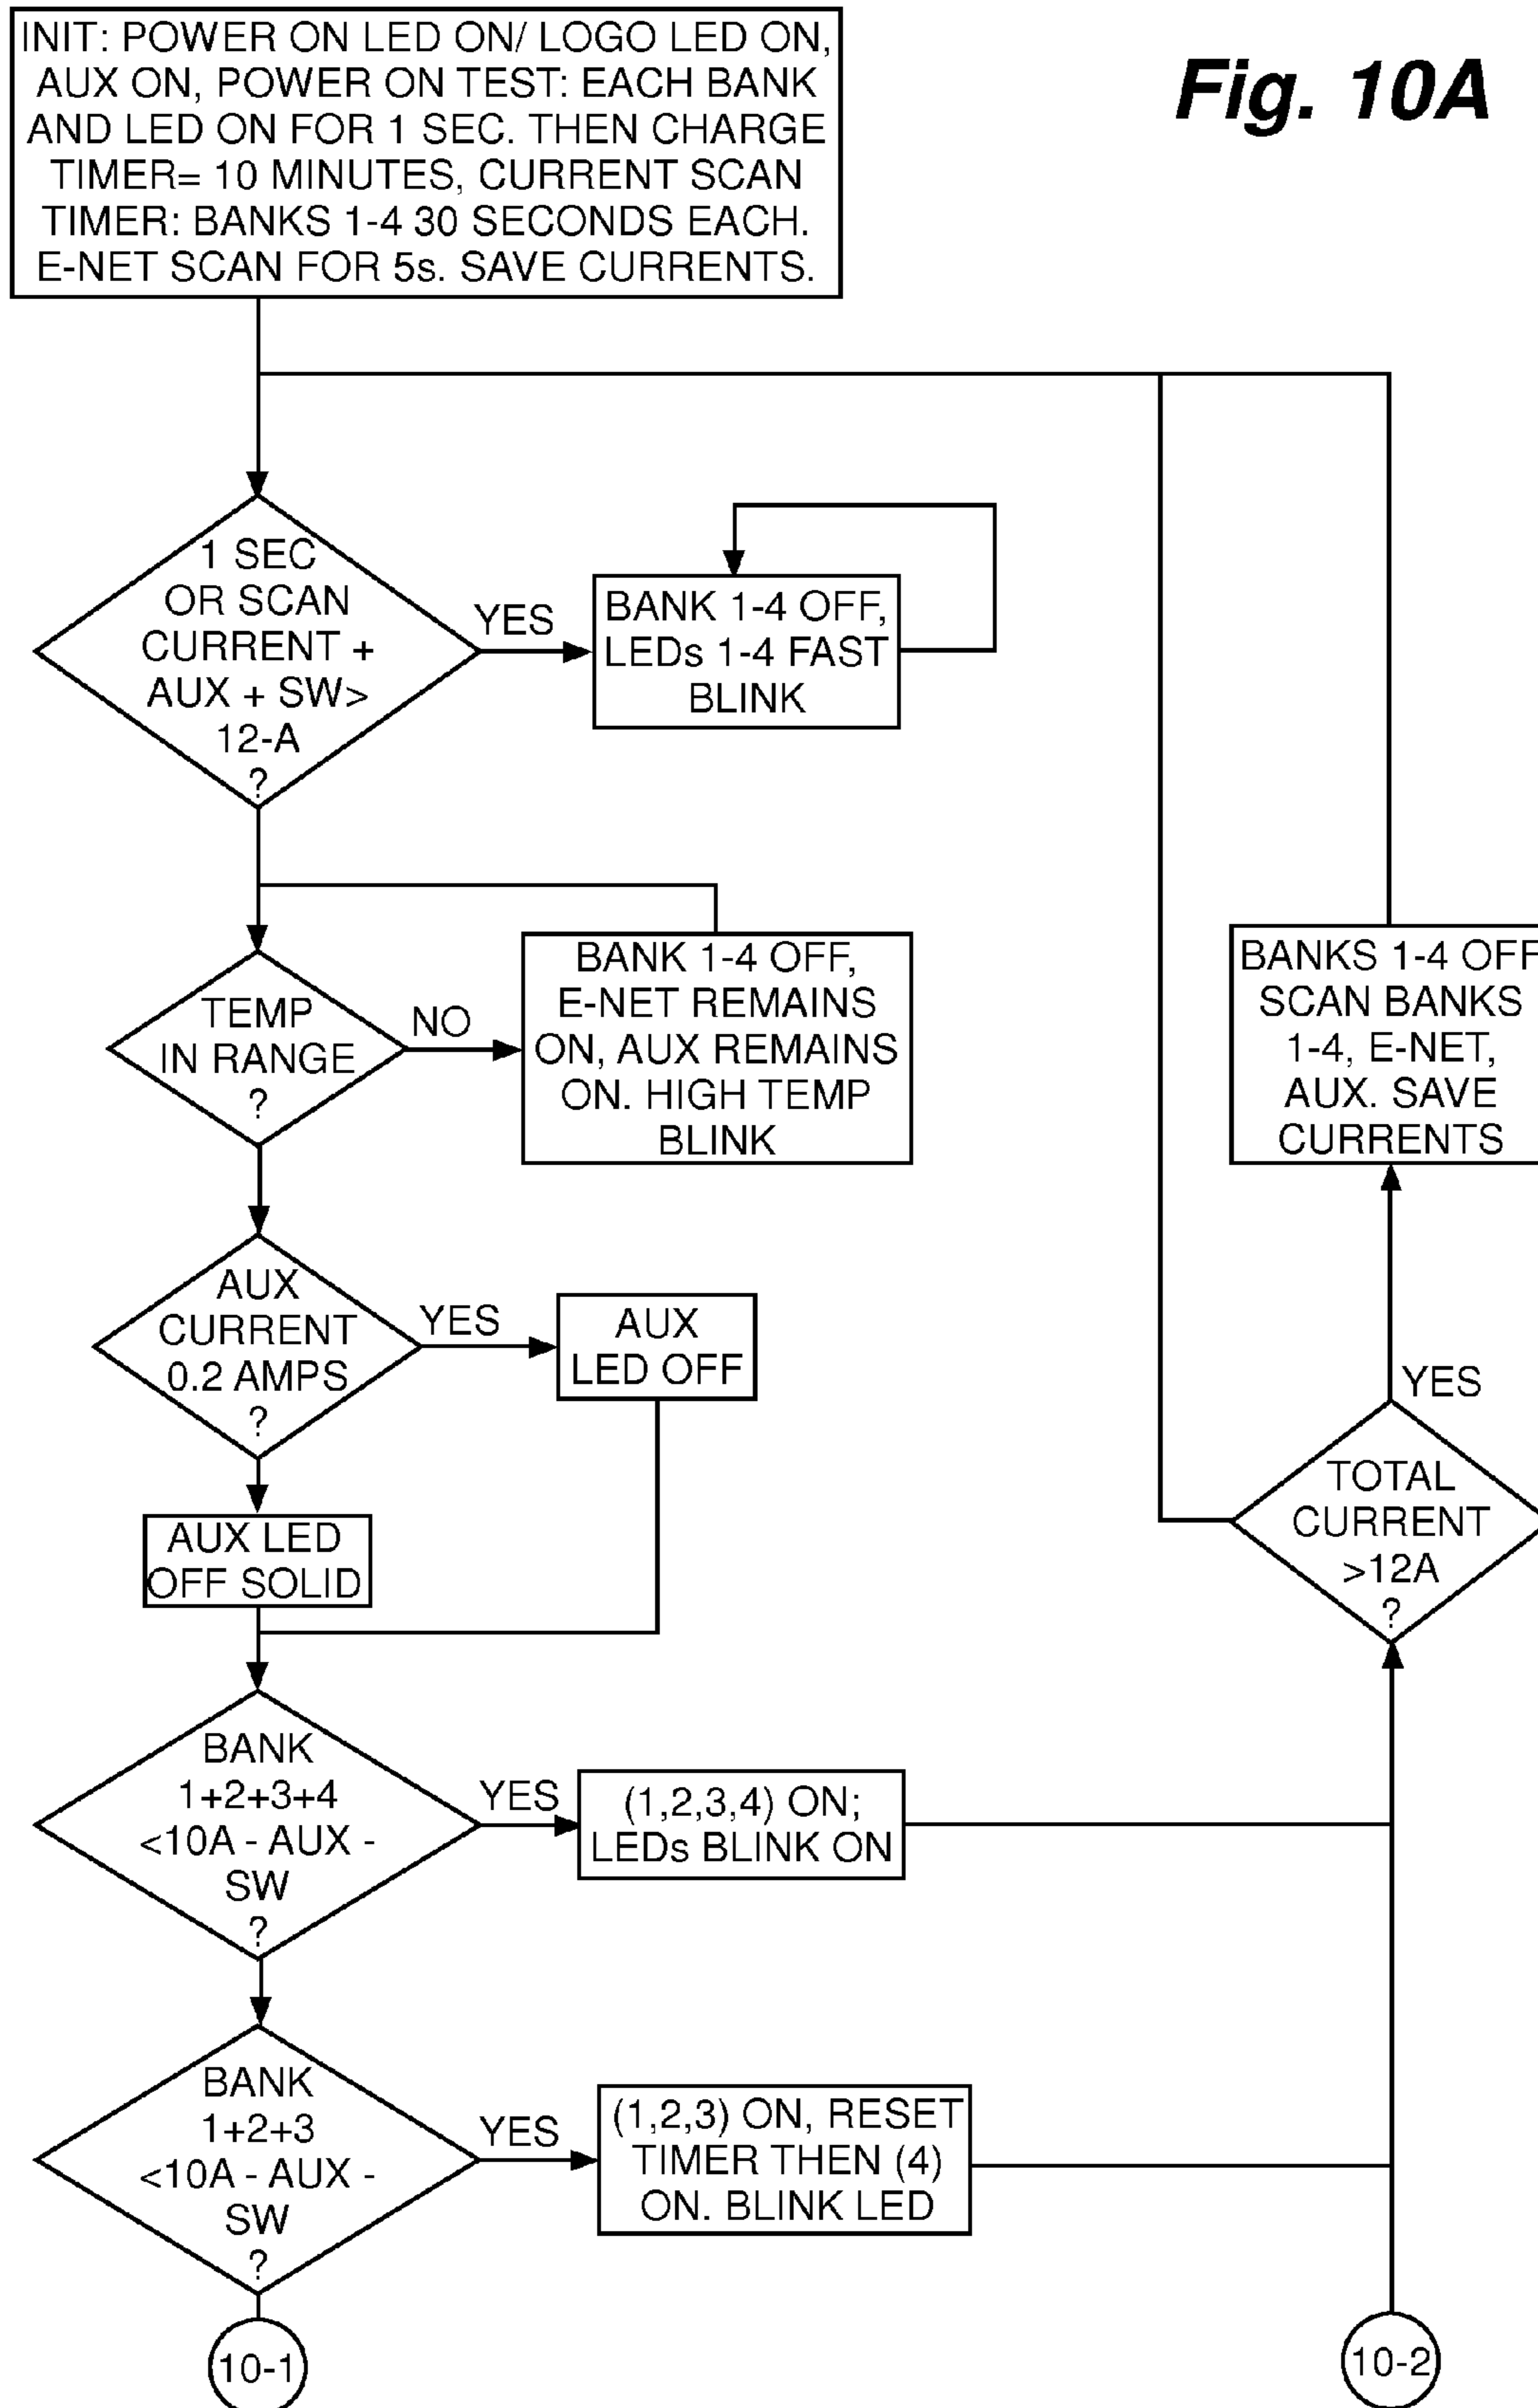 Fig. 10A
INIT: POWER ON LED ON/ LOGO LED ON,
AUX ON, POWER ON TEST: EACH BANK
AND LED ON FOR 1 SEC. THEN CHARGE
TIMER= 10 MINUTES, CURRENT SCAN
TIMER: BANKS 1-4 30 SECONDS EACH.
E-NET SCAN FOR 5s. SAVE CURRENTS.
1 SEC
OR SCAN
CURRENT +
AUX + SW>
12-A
?
YES
BANK 1-4 OFF,
LEDs 1-4 FAST
BLINK
TEMP
IN RANGE
?
NO
BANK 1-4 OFF,
E-NET REMAINS
ON, AUX REMAINS
ON. HIGH TEMP
BLINK
AUX
CURRENT
0.2 AMPS
?
YES
AUX
LED OFF
AUX LED
OFF SOLID
BANK
1+2+3+4
<10A - AUX -
SW
?
YES
(1,2,3,4) ON;
LEDs BLINK ON
BANK
1+2+3
<10A - AUX -
SW
?
YES
(1,2,3) ON, RESET
TIMER THEN (4)
ON. BLINK LED
10-1
BANKS 1-4 OFF
SCAN BANKS
1-4, E-NET,
AUX. SAVE
CURRENTS
YES
TOTAL
CURRENT
>12A
?
10-2